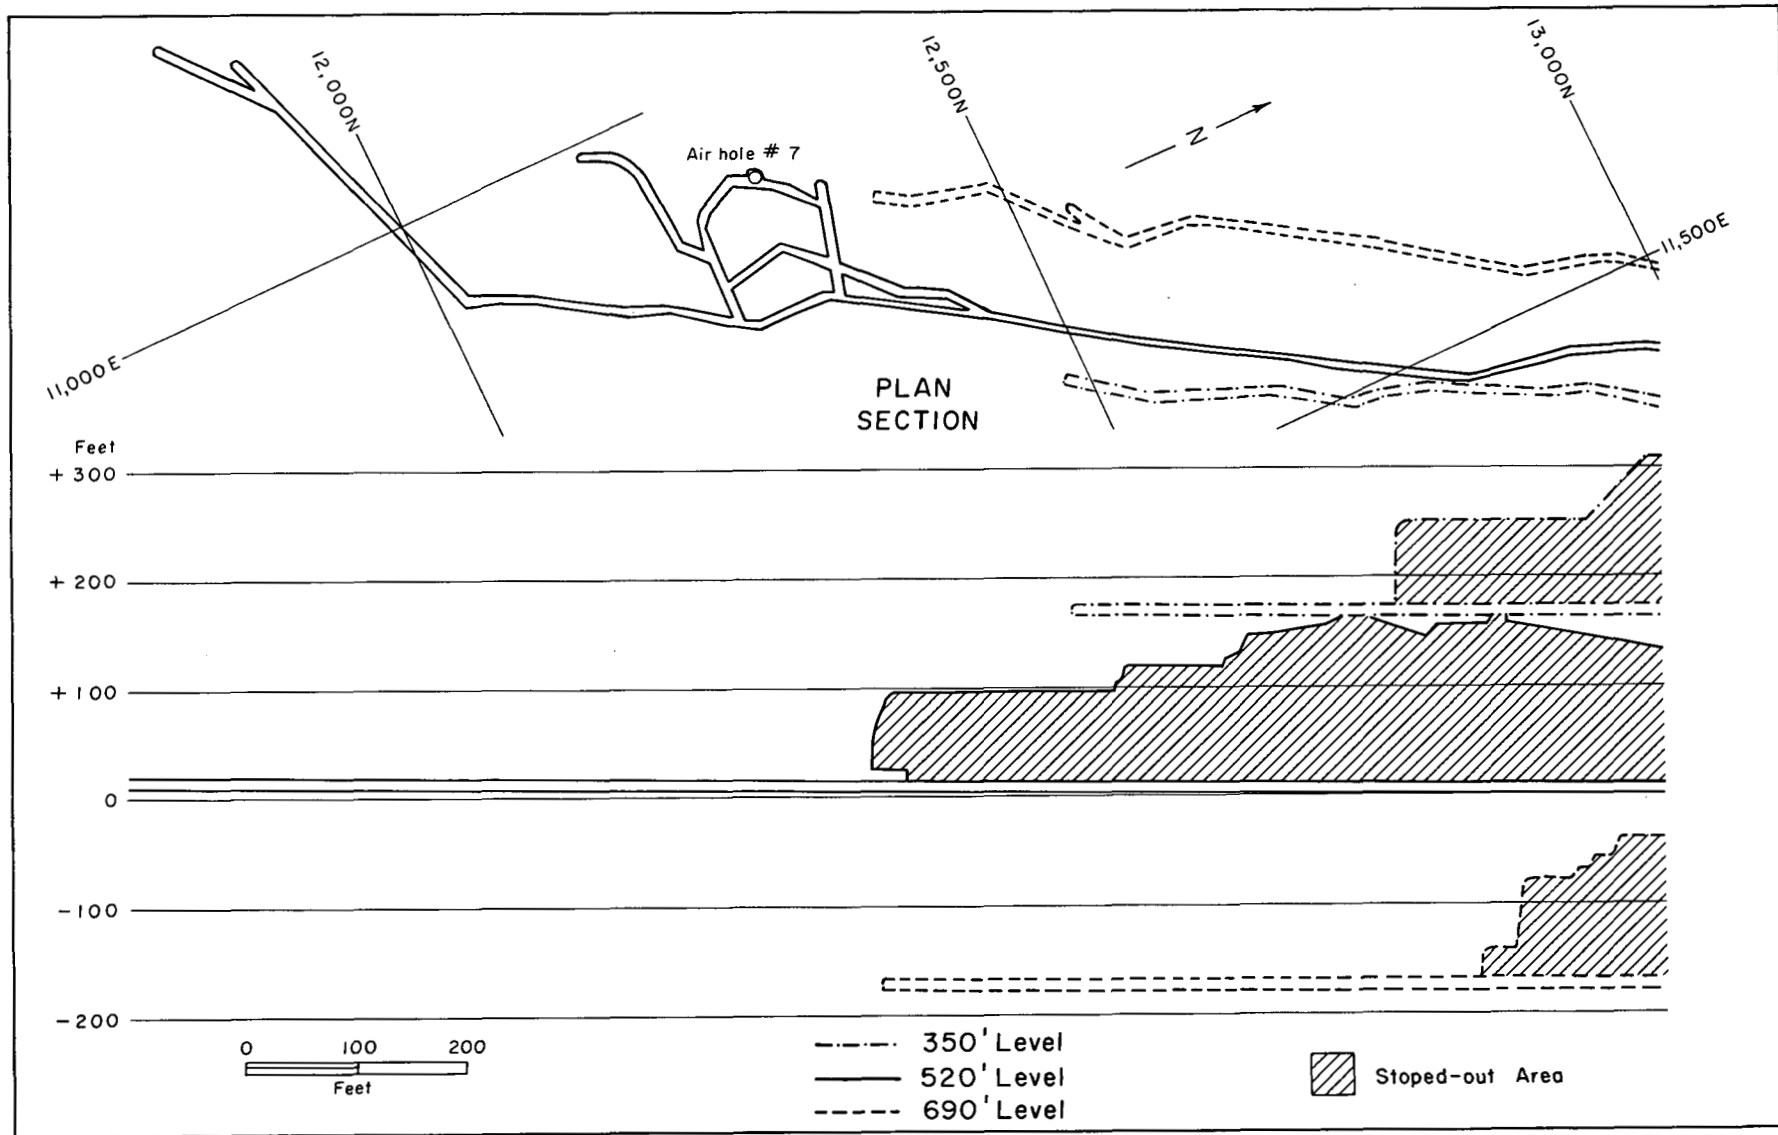 12,000N
12,500N
13,000N
N
Air hole # 7
11,500E
11,000E
PLAN
SECTION
Feet
+ 300
+ 200
+ 100
0
-100
-200
0 100 200
Feet
350' Level
520' Level
690' Level
Stoped-out Area